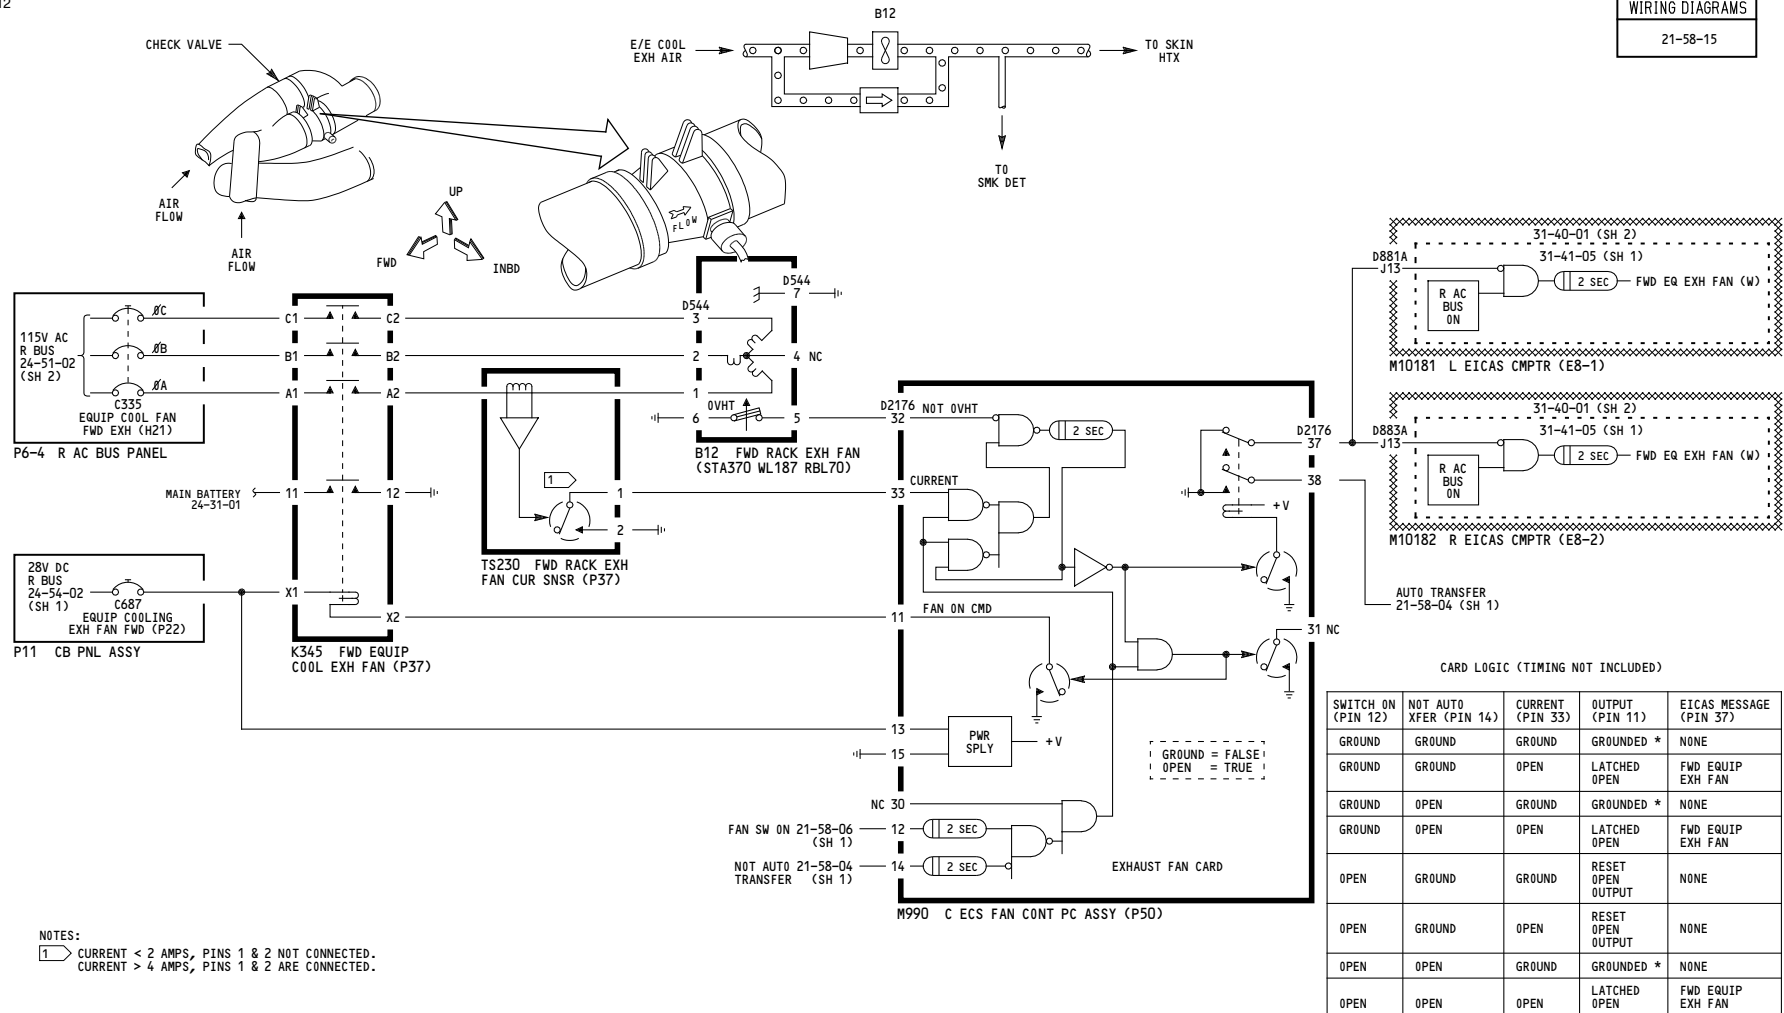 12
WIRING DIAGRAMS
21-58-15
CHECK VALVE
AIR
FLOW
AIR
FLOW
UP
FWD
INBD
FLOW
B12
E/E COOL
EXH AIR
TO SKIN
HTX
TO
SMK DET
115V AC
R BUS
24-51-02
(SH 2)
ØC
ØB
ØA
C335
EQUIP COOL FAN
FWD EXH (H21)
P6-4 R AC BUS PANEL
MAIN BATTERY
24-31-01
28V DC
R BUS
24-54-02
(SH 1)
C687
EQUIP COOLING
EXH FAN FWD (P22)
P11 CB PNL ASSY
C1 C2
B1 B2
A1 A2
11 12
X1
X2
K345 FWD EQUIP
COOL EXH FAN (P37)
1
1
2
TS230 FWD RACK EXH
FAN CUR SNSR (P37)
D544
7
D544
3
2 4 NC
1
OVHT
6 5
B12 FWD RACK EXH FAN
(STA370 WL187 RBL70)
D2176
32 NOT OVHT
2 SEC
33 CURRENT
11 FAN ON CMD
13
15
PWR
SPLY
+V
NC 30
FAN SW ON 21-58-06
(SH 1)
12 2 SEC
NOT AUTO 21-58-04
TRANSFER (SH 1)
14 2 SEC
GROUND = FALSE
OPEN = TRUE
EXHAUST FAN CARD
+V
D2176
37
38
31 NC
M990 C ECS FAN CONT PC ASSY (P50)
31-40-01 (SH 2)
31-41-05 (SH 1)
D881A
J13
R AC
BUS
ON
2 SEC
FWD EQ EXH FAN (W)
M10181 L EICAS CMPTR (E8-1)
31-40-01 (SH 2)
31-41-05 (SH 1)
D883A
J13
R AC
BUS
ON
2 SEC
FWD EQ EXH FAN (W)
M10182 R EICAS CMPTR (E8-2)
AUTO TRANSFER
21-58-04 (SH 1)
CARD LOGIC (TIMING NOT INCLUDED)
SWITCH ON (PIN 12) NOT AUTO XFER (PIN 14) CURRENT (PIN 33) OUTPUT (PIN 11) EICAS MESSAGE (PIN 37)
GROUND GROUND GROUND GROUNDED * NONE
GROUND GROUND OPEN LATCHED OPEN FWD EQUIP EXH FAN
GROUND OPEN GROUND GROUNDED * NONE
GROUND OPEN OPEN LATCHED OPEN FWD EQUIP EXH FAN
OPEN GROUND GROUND RESET OPEN OUTPUT NONE
OPEN GROUND OPEN RESET OPEN OUTPUT NONE
OPEN OPEN GROUND GROUNDED * NONE
OPEN OPEN OPEN LATCHED OPEN FWD EQUIP EXH FAN
NOTES:
1 CURRENT < 2 AMPS, PINS 1 & 2 NOT CONNECTED.
CURRENT > 4 AMPS, PINS 1 & 2 ARE CONNECTED.